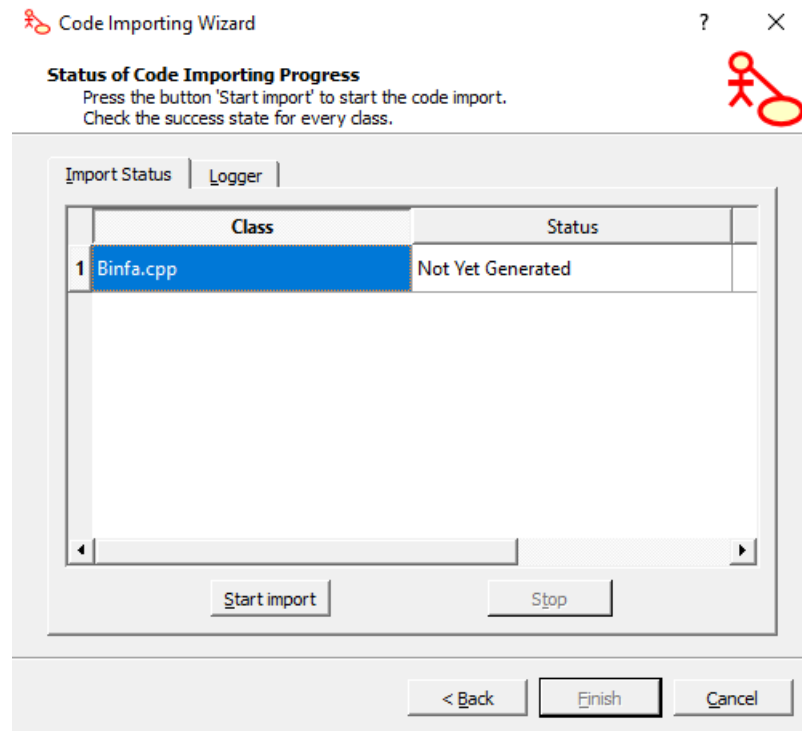 Code Importing Wizard ?
Status of Code Importing Progress
Press the button 'Start import' to start the code import.
Check the success state for every class.
Import Status Logger
Class Status
1 Binfa.cpp Not Yet Generated
Start import Stop
< Back Finish Cancel